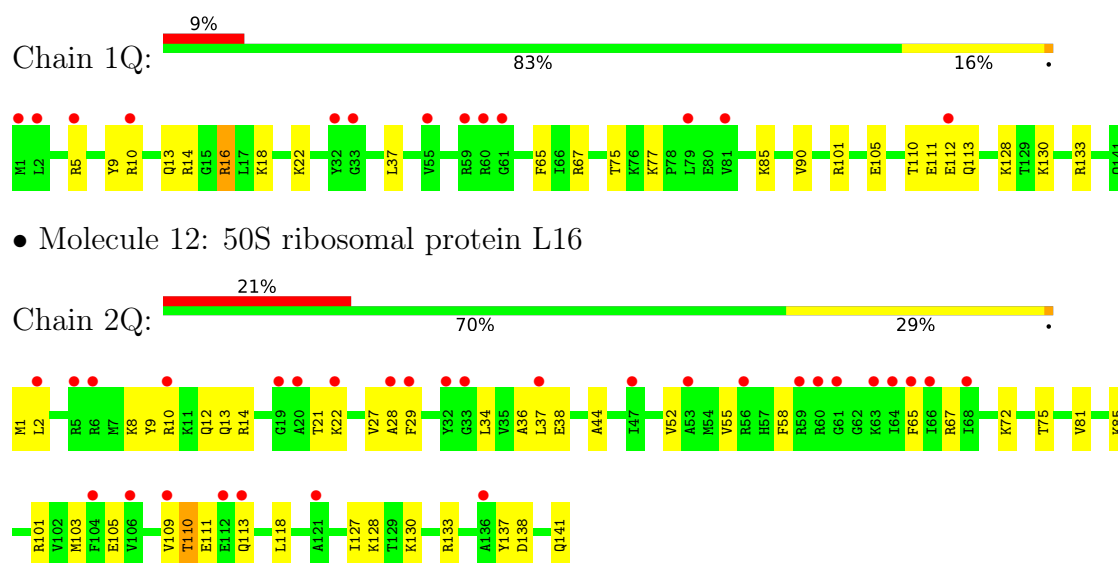 9%
Chain 1Q:
83% 16% •
M1 L2 R5 Y9 R10 Q13 R14 G15 R16 L17 K18 K22 Y32 G33 L37 V55 R59 R60 G61 F65 I66 R67 T75 K76 K77 P78 L79 E80 V81 K85 V90 R101 E105 T110 E111 E112 Q113 K128 T129 K130 R133 Q141
• Molecule 12: 50S ribosomal protein L16
21%
Chain 2Q:
70% 29% •
M1 L2 R5 R6 M7 K8 Y9 R10 K11 Q12 Q13 R14 G19 A20 T21 K22 V27 A28 F29 Y32 G33 L34 V35 A36 L37 E38 A44 I47 V52 A53 M54 V55 R56 H57 F58 R59 R60 G61 G62 K63 I64 F65 I66 R67 I68 K72 T75 V81 K85
R101 V102 M103 F104 E105 V106 V109 T110 E111 E112 Q113 L118 A121 I127 K128 T129 K130 R133 A136 Y137 D138 Q141